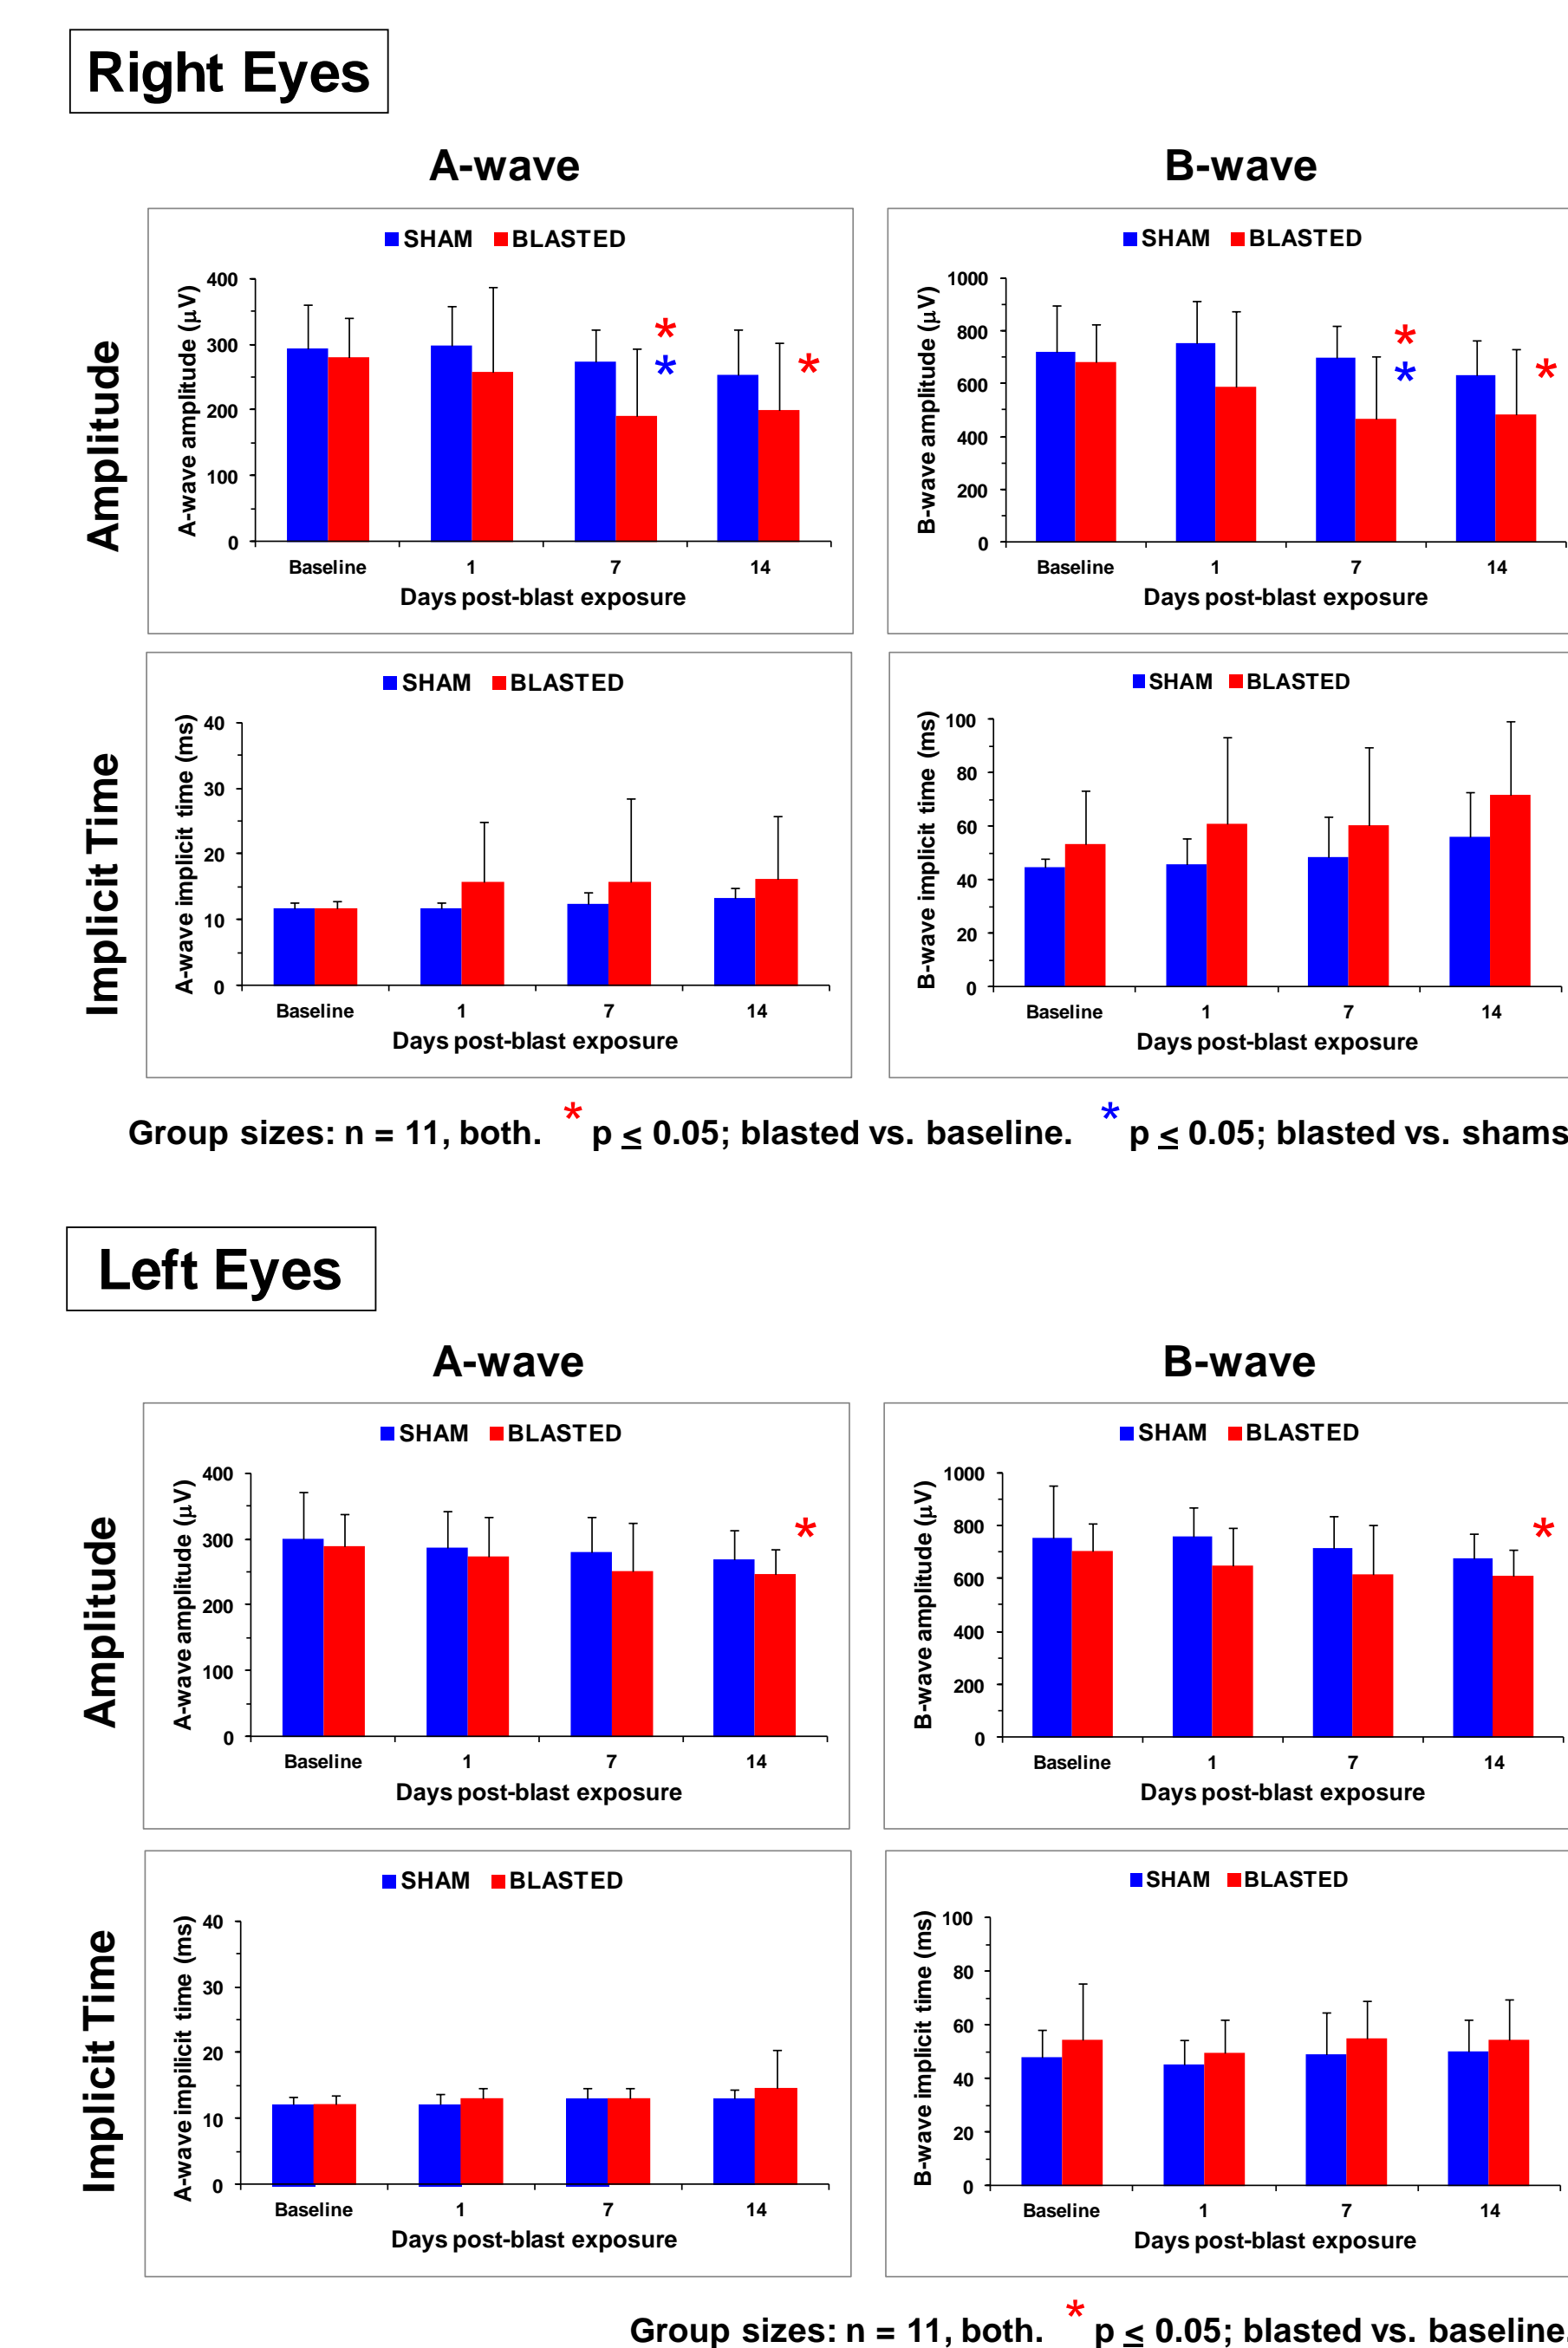 Right Eyes
A-wave
B-wave
Amplitude
SHAM BLASTED
A-wave amplitude (µV)
400
300
200
100
0
* *
*
Baseline 1 7 14
Days post-blast exposure
SHAM BLASTED
B-wave amplitude (µV)
1000
800
600
400
200
0
* *
*
Baseline 1 7 14
Days post-blast exposure
Implicit Time
SHAM BLASTED
A-wave implicit time (ms)
40
30
20
10
0
Baseline 1 7 14
Days post-blast exposure
SHAM BLASTED
B-wave implicit time (ms)
100
80
60
40
20
0
Baseline 1 7 14
Days post-blast exposure
Group sizes: n = 11, both. * p ≤ 0.05; blasted vs. baseline. * p ≤ 0.05; blasted vs. shams
Left Eyes
A-wave
B-wave
Amplitude
SHAM BLASTED
A-wave amplitude (µV)
400
300
200
100
0
*
Baseline 1 7 14
Days post-blast exposure
SHAM BLASTED
B-wave amplitude (µV)
1000
800
600
400
200
0
*
Baseline 1 7 14
Days post-blast exposure
Implicit Time
SHAM BLASTED
A-wave impilicit time (ms)
40
30
20
10
0
Baseline 1 7 14
Days post-blast exposure
SHAM BLASTED
B-wave implicit time (ms)
100
80
60
40
20
0
Baseline 1 7 14
Days post-blast exposure
Group sizes: n = 11, both. * p ≤ 0.05; blasted vs. baseline